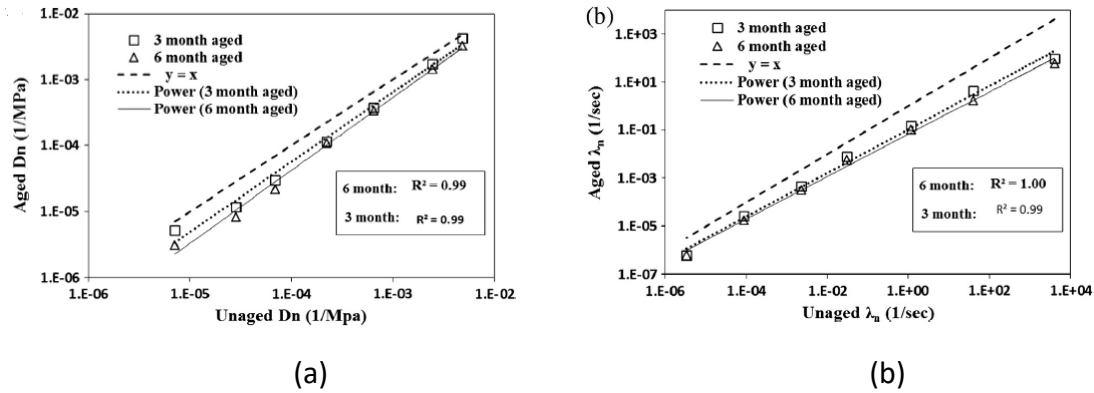 3 month aged
6 month aged
y = x
Power (3 month aged)
Power (6 month aged)
1.E-02
1.E-03
1.E-04
1.E-05
1.E-06
Aged Dn (1/MPa)
6 month: R² = 0.99
3 month: R² = 0.99
1.E-06 1.E-05 1.E-04 1.E-03 1.E-02
Unaged Dn (1/Mpa)
(a)
(b)
3 month aged
6 month aged
y = x
Power (3 month aged)
Power (6 month aged)
1.E+03
1.E+01
1.E-01
1.E-03
1.E-05
1.E-07
Aged λn (1/sec)
6 month: R² = 1.00
3 month: R² = 0.99
1.E-06 1.E-04 1.E-02 1.E+00 1.E+02 1.E+04
Unaged λn (1/sec)
(b)